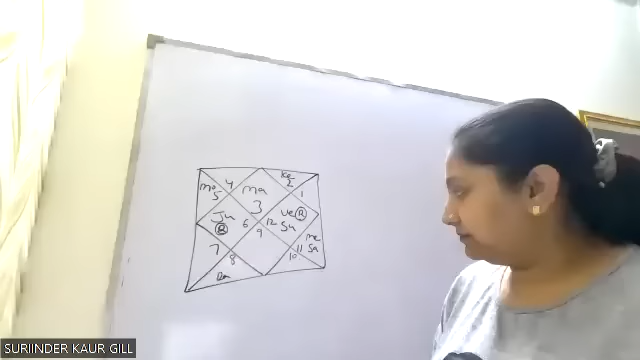 Ke
mo 4 ma 2 1
5 3
Ju 12 Ve R
R 6 Su
9 me
7 11 Sa
8 10
Ra
SURIINDER KAUR GILL